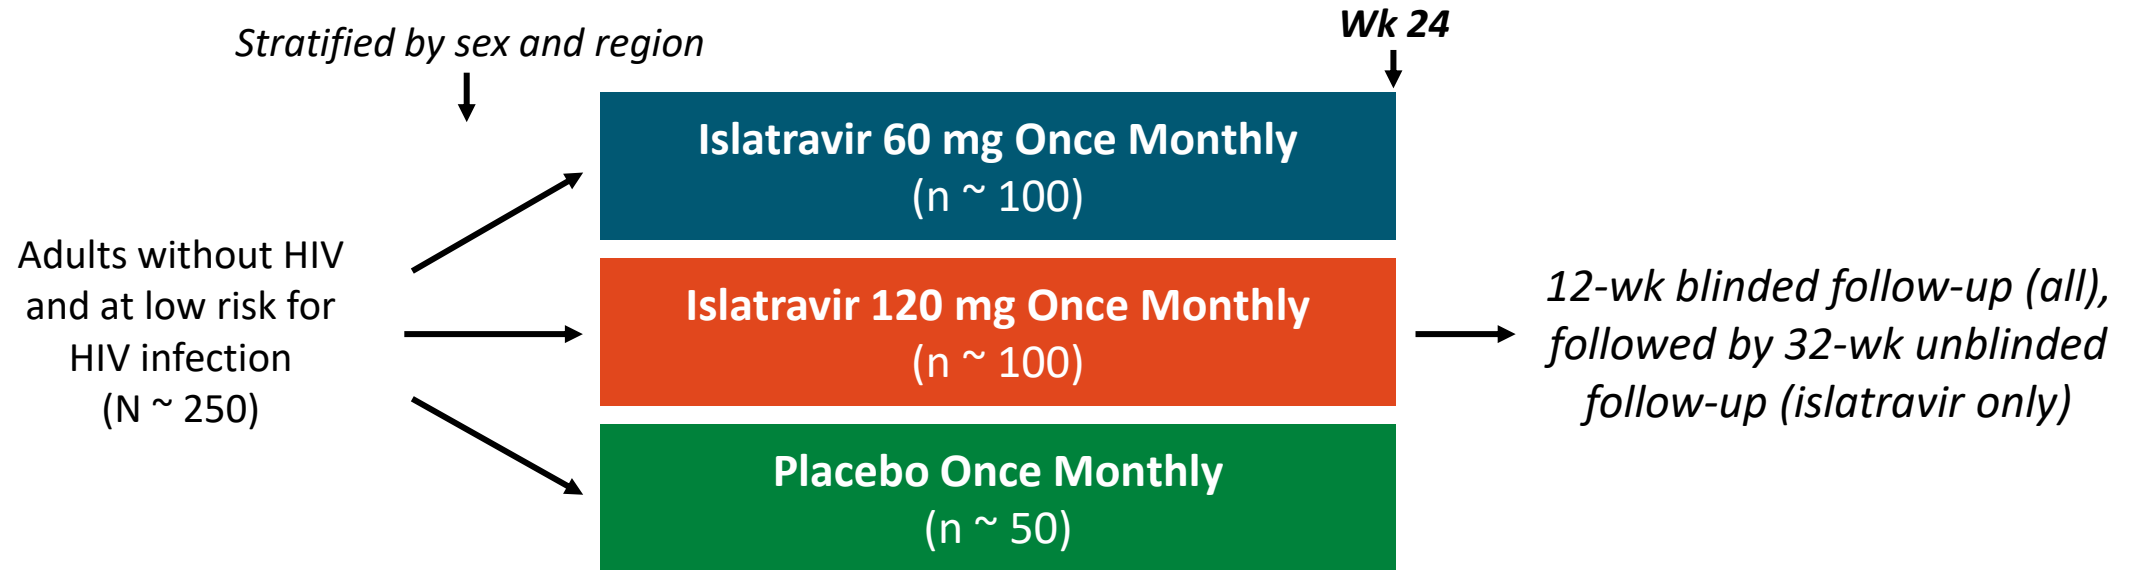 Stratified by sex and region
Wk 24
Adults without HIV
and at low risk for
HIV infection
(N ~ 250)
Islatravir 60 mg Once Monthly
(n ~ 100)
Islatravir 120 mg Once Monthly
(n ~ 100)
Placebo Once Monthly
(n ~ 50)
12-wk blinded follow-up (all),
followed by 32-wk unblinded
follow-up (islatravir only)